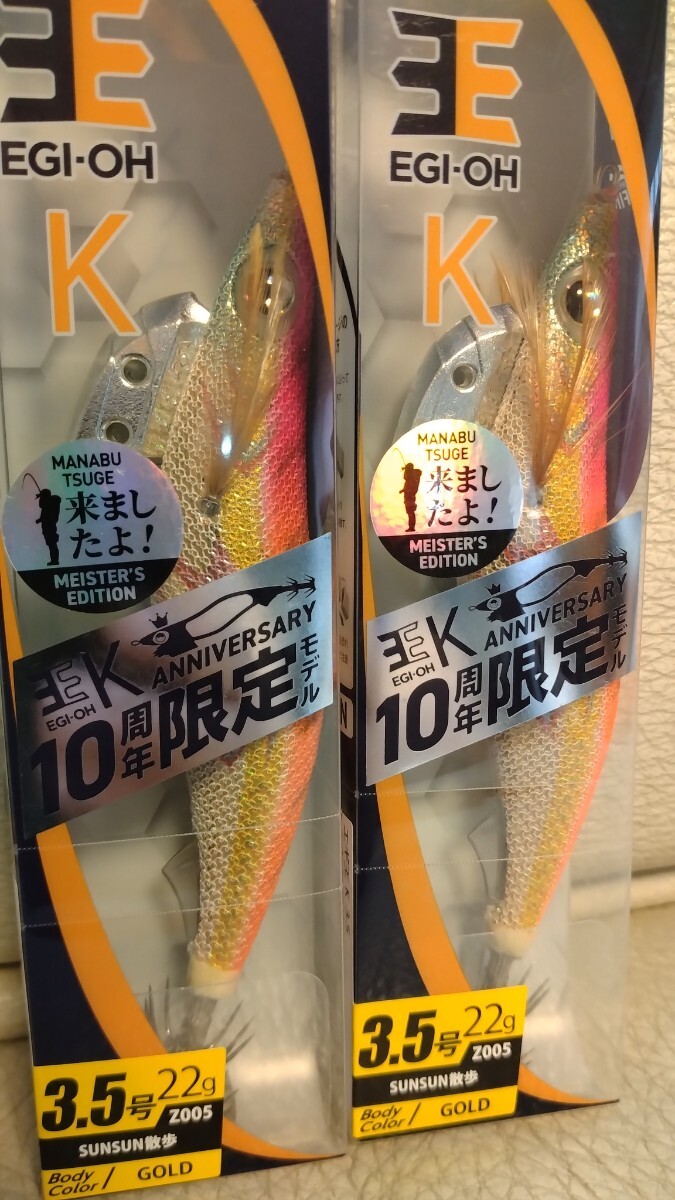 EGI-OH
K
MANABU
TSUGE
来まし
たよ!
MEISTER'S
EDITION
EGI-OH
K
ANNIVERSARY
10周年限定モデル
3.5号 22g
Z005
SUNSUN散歩
Body Color/ GOLD
EGI-OH
K
MANABU
TSUGE
来まし
たよ!
MEISTER'S
EDITION
EGI-OH
K
ANNIVERSARY
10周年限定モデル
3.5号 22g
Z005
SUNSUN散歩
Body Color/ GOLD